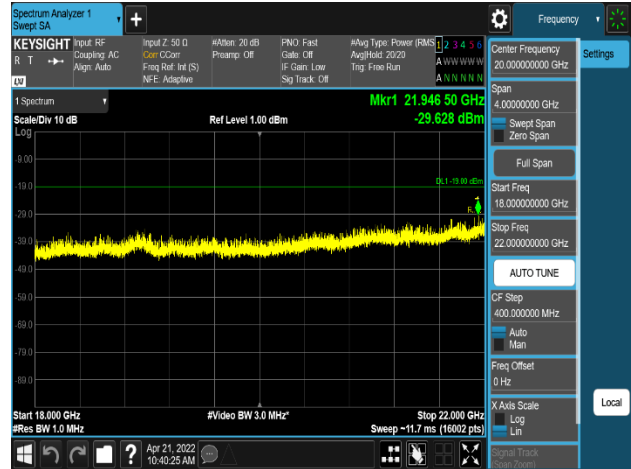 Spectrum Analyzer 1
Swept SA
Frequency
KEYSIGHT
R T
LXI
Input: RF
Coupling: AC
Align: Auto
Input Z: 50 Ω
Corr CCorr
Freq Ref: Int (S)
NFE: Adaptive
#Atten: 20 dB
Preamp: Off
PNO: Fast
Gate: Off
IF Gain: Low
Sig Track: Off
#Avg Type: Power (RMS
Avg|Hold: 20/20
Trig: Free Run
1 2 3 4 5 6
A W W W W W
A N N N N N
1 Spectrum
Scale/Div 10 dB
Log
Ref Level 1.00 dBm
Mkr1 21.946 50 GHz
-29.628 dBm
-9.00
-19.0
-29.0
-39.0
-49.0
-59.0
-69.0
-79.0
-89.0
DL1 -19.00 dBm
Start 18.000 GHz
#Res BW 1.0 MHz
#Video BW 3.0 MHz*
Stop 22.000 GHz
Sweep ~11.7 ms (16002 pts)
Center Frequency
20.000000000 GHz
Span
4.00000000 GHz
Swept Span
Zero Span
Full Span
Start Freq
18.000000000 GHz
Stop Freq
22.000000000 GHz
AUTO TUNE
CF Step
400.000000 MHz
Auto
Man
Freq Offset
0 Hz
X Axis Scale
Log
Lin
Signal Track
(Span Zoom)
Settings
Local
?
Apr 21, 2022
10:40:25 AM